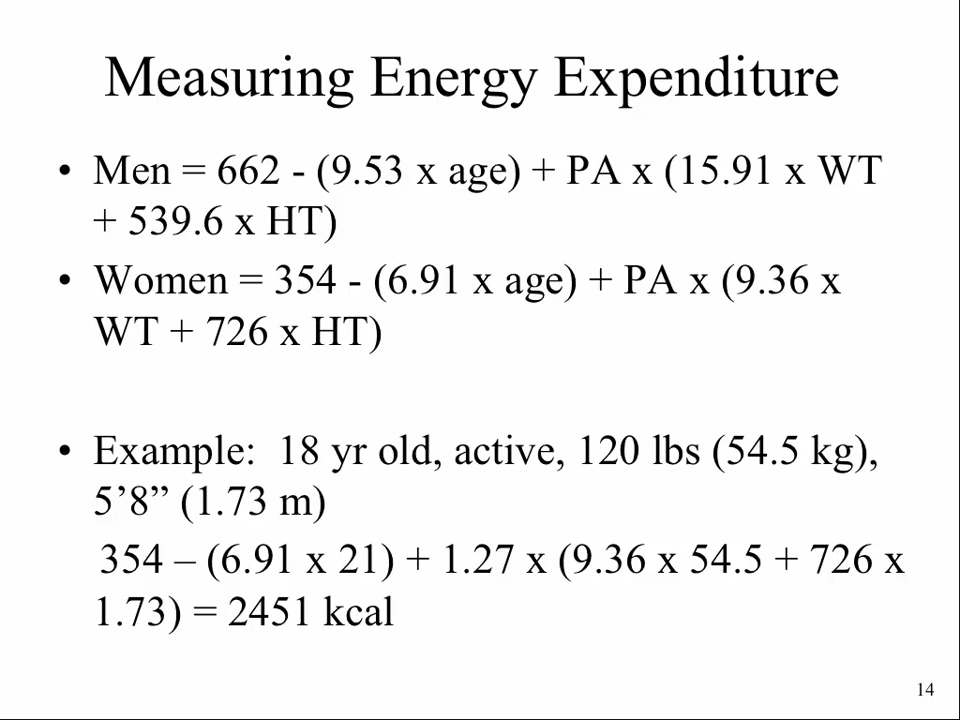 Measuring Energy Expenditure
• Men = 662 - (9.53 x age) + PA x (15.91 x WT
+ 539.6 x HT)
• Women = 354 - (6.91 x age) + PA x (9.36 x
WT + 726 x HT)
• Example:  18 yr old, active, 120 lbs (54.5 kg),
5’8” (1.73 m)
354 – (6.91 x 21) + 1.27 x (9.36 x 54.5 + 726 x
1.73) = 2451 kcal
14